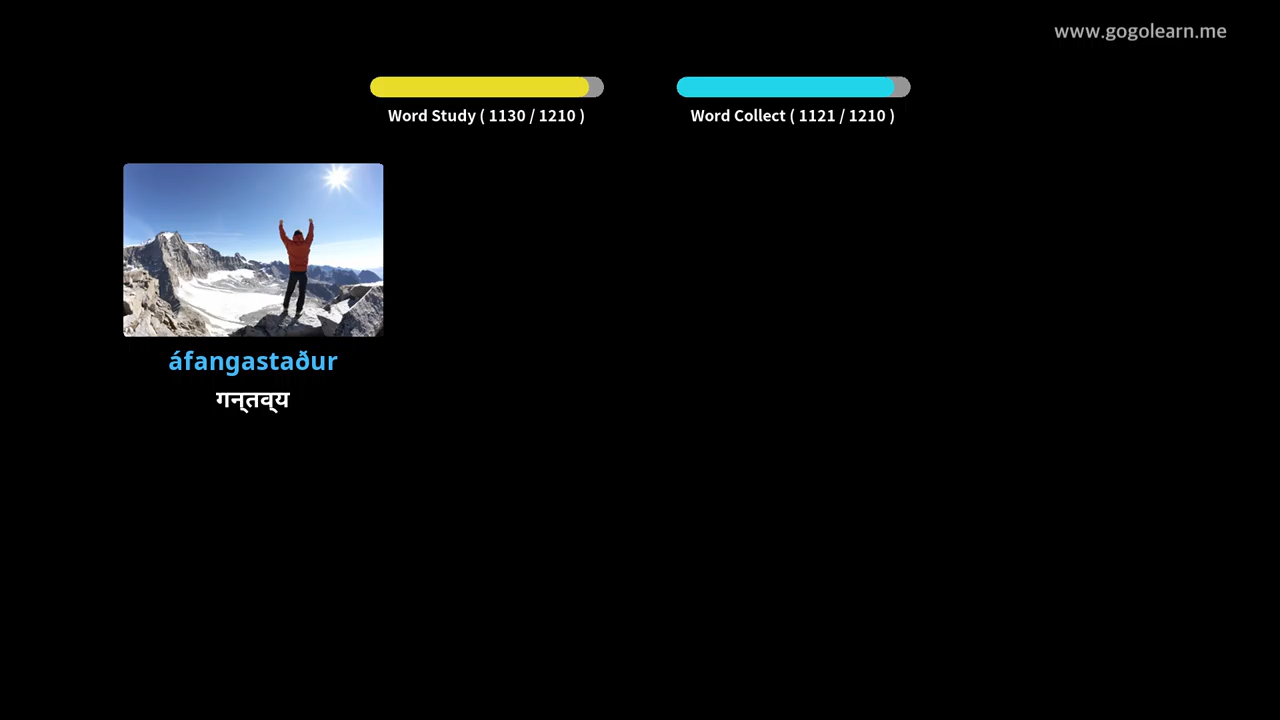 www.gogolearn.me
Word Study ( 1130 / 1210 )
Word Collect ( 1121 / 1210 )
áfangastaður
गन्तव्य